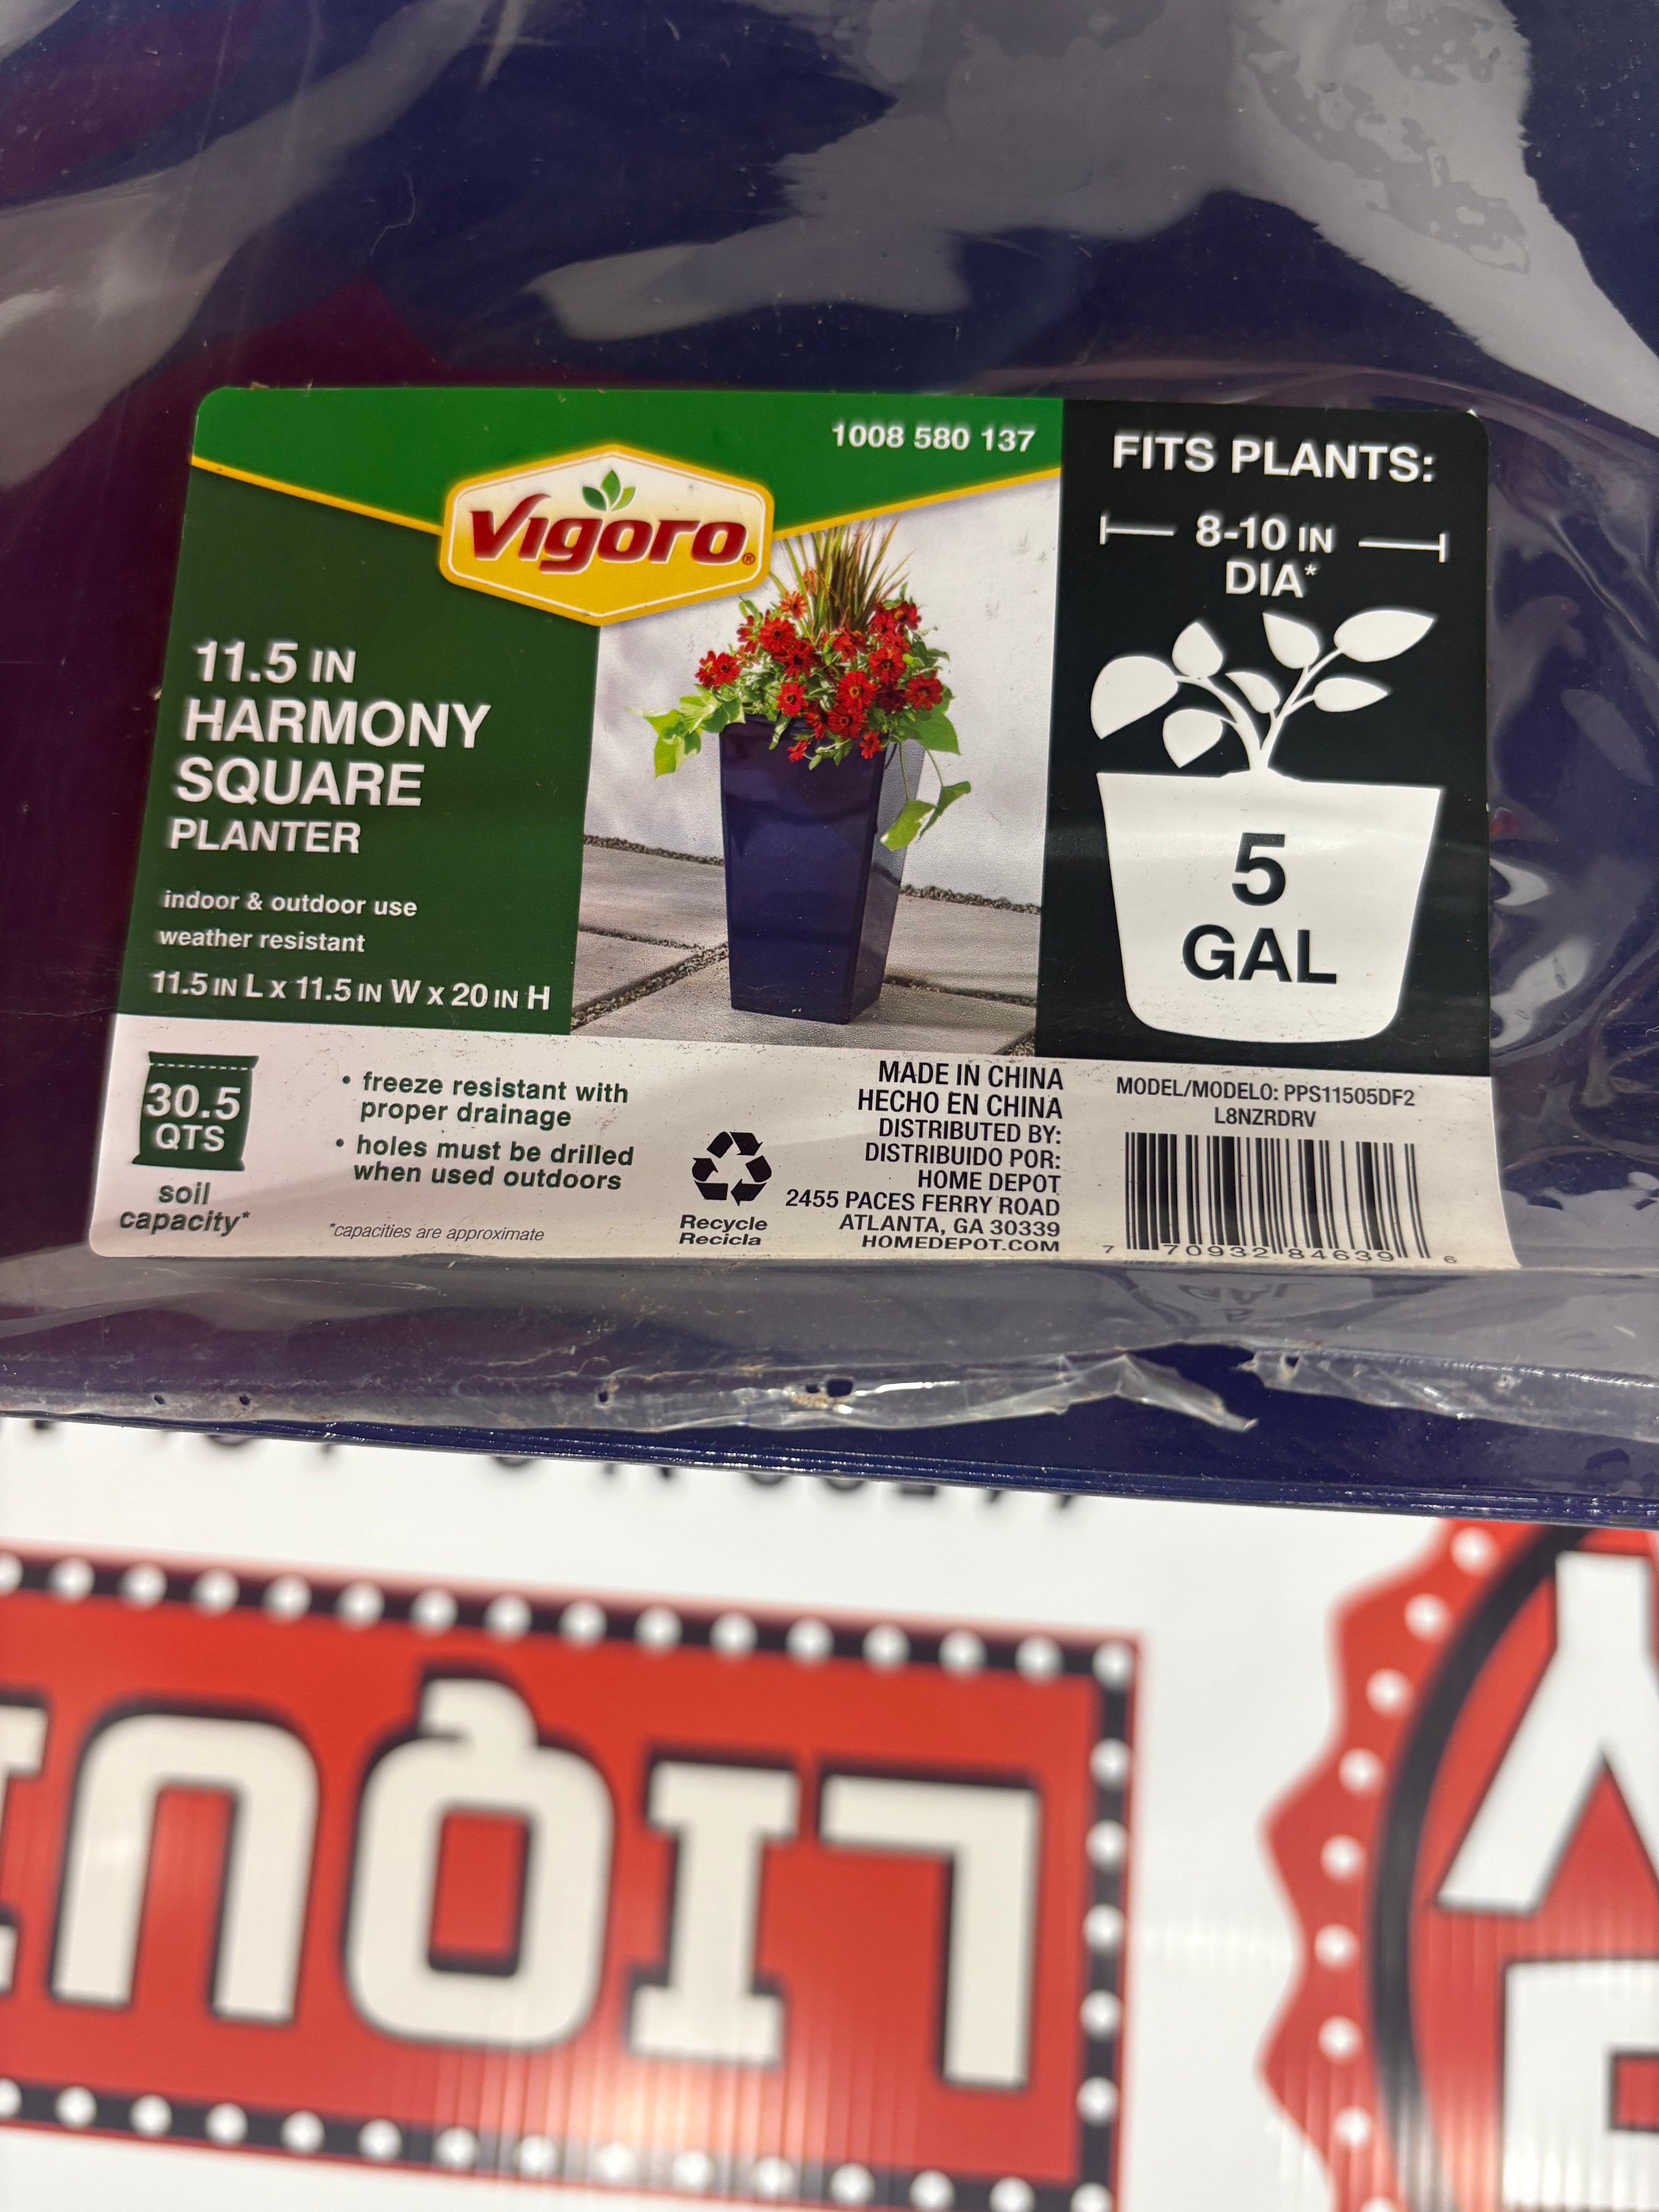 1008 580 137
Vigoro®
11.5 IN
HARMONY
SQUARE
PLANTER
indoor & outdoor use
weather resistant
11.5 IN L x 11.5 IN W x 20 IN H
FITS PLANTS:
8-10 IN
DIA*
5
GAL
30.5
QTS
soil
capacity*
• freeze resistant with
proper drainage
• holes must be drilled
when used outdoors
*capacities are approximate
Recycle
Recicla
MADE IN CHINA
HECHO EN CHINA
DISTRIBUTED BY:
DISTRIBUIDO POR:
HOME DEPOT
2455 PACES FERRY ROAD
ATLANTA, GA 30339
HOMEDEPOT.COM
MODEL/MODELO: PPS11505DF2
L8NZRDRV
7 70932 84639 6
LIQUI